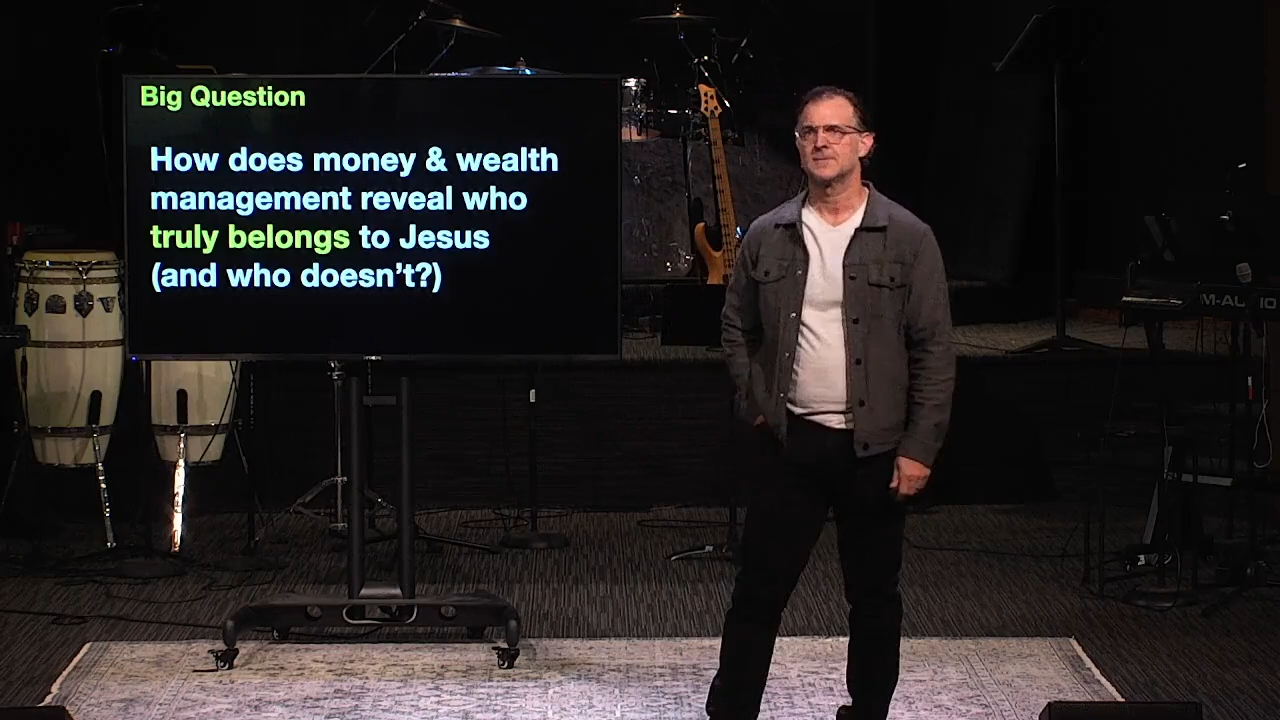 Big Question
How does money & wealth
management reveal who
truly belongs to Jesus
(and who doesn't?)
M-AUDIO